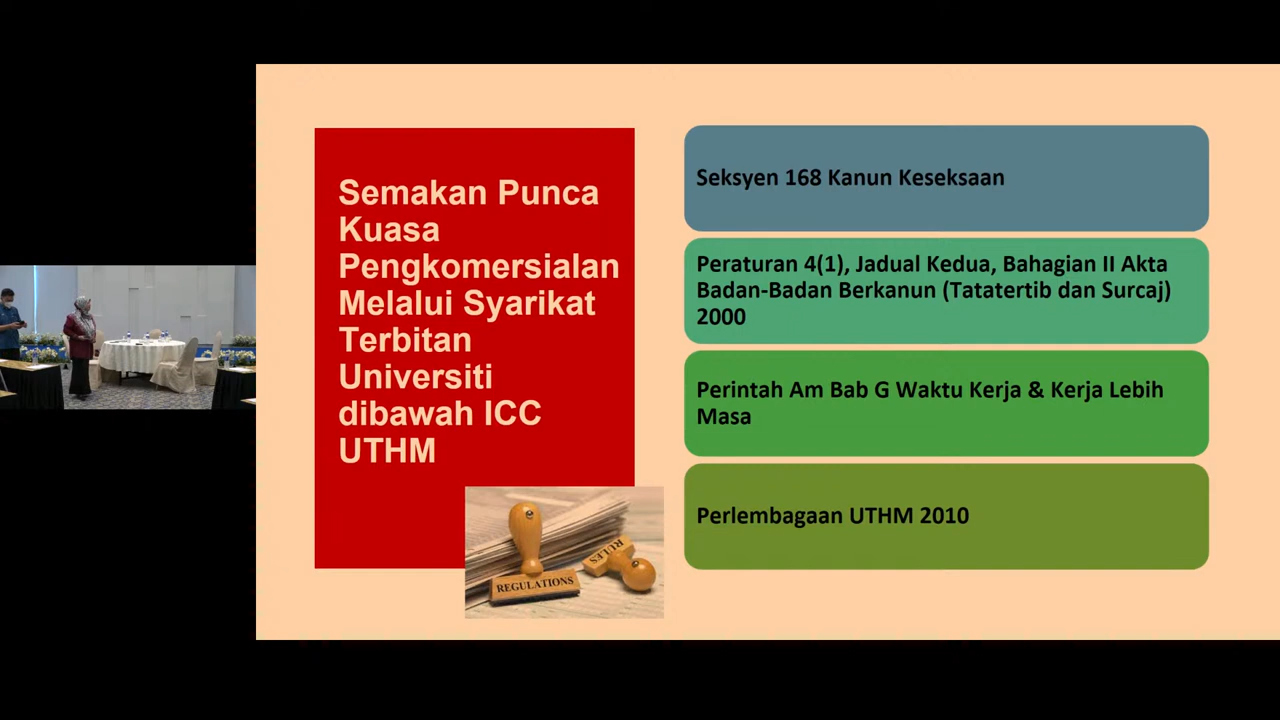 Semakan Punca
Kuasa
Pengkomersialan
Melalui Syarikat
Terbitan
Universiti
dibawah ICC
UTHM
REGULATIONS
RULES
Seksyen 168 Kanun Keseksaan
Peraturan 4(1), Jadual Kedua, Bahagian II Akta
Badan-Badan Berkanun (Tatatertib dan Surcaj)
2000
Perintah Am Bab G Waktu Kerja & Kerja Lebih
Masa
Perlembagaan UTHM 2010